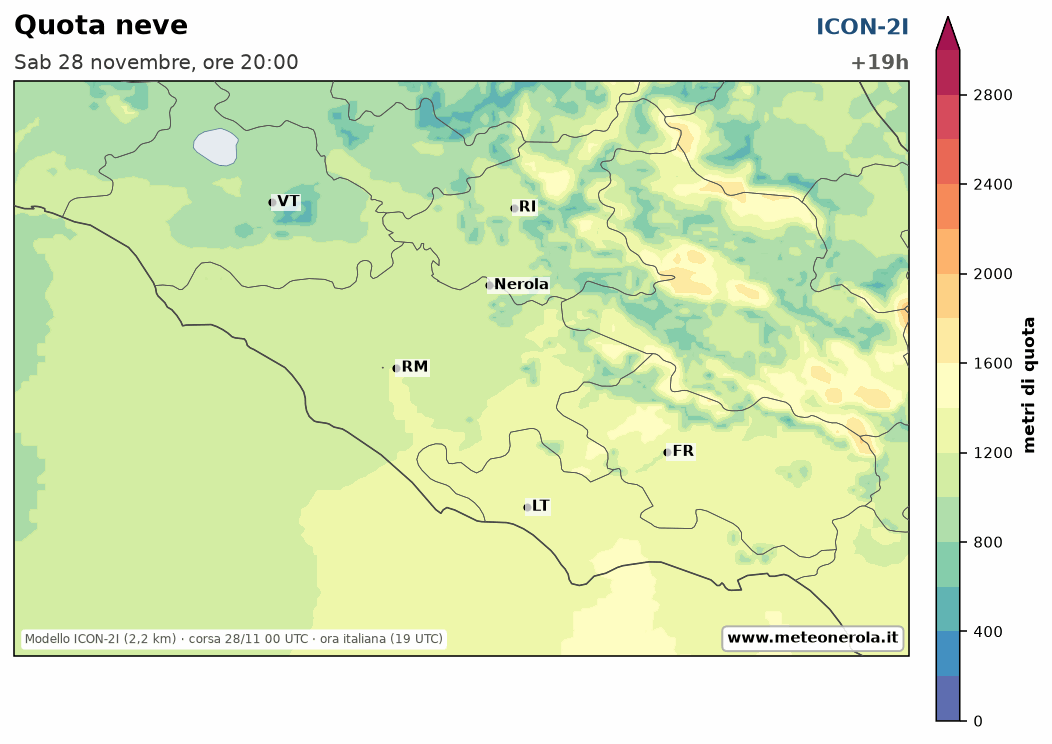 Quota neve
ICON-2I
Sab 28 novembre, ore 20:00
+19h
VT
RI
Nerola
RM
FR
LT
Modello ICON-2I (2,2 km) · corsa 28/11 00 UTC · ora italiana (19 UTC)
www.meteonerola.it
2800
2400
2000
1600
1200
800
400
0
metri di quota